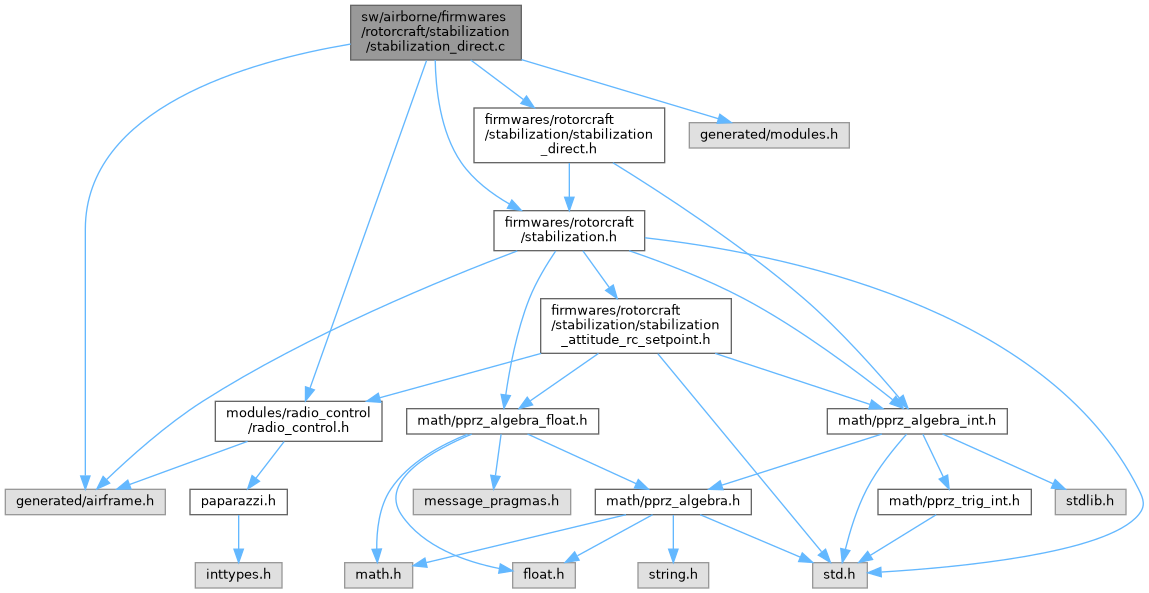 sw/airborne/firmwares
/rotorcraft/stabilization
/stabilization_direct.c
firmwares/rotorcraft
/stabilization/stabilization
_direct.h
generated/modules.h
firmwares/rotorcraft
/stabilization.h
firmwares/rotorcraft
/stabilization/stabilization
_attitude_rc_setpoint.h
modules/radio_control
/radio_control.h
math/pprz_algebra_float.h
math/pprz_algebra_int.h
generated/airframe.h
paparazzi.h
message_pragmas.h
math/pprz_algebra.h
math/pprz_trig_int.h
stdlib.h
inttypes.h
math.h
float.h
string.h
std.h